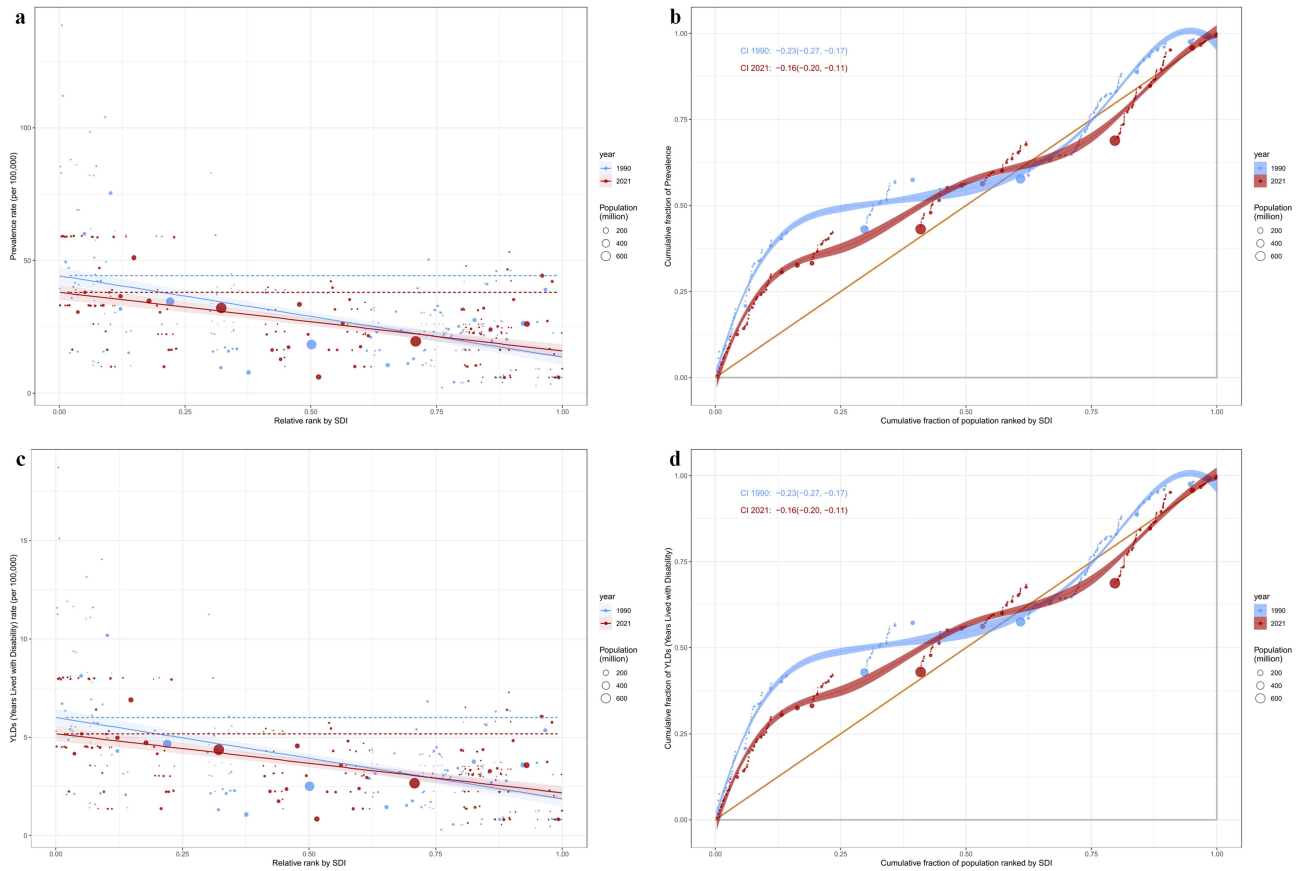 a
Prevalence rate (per 100,000)
100
50
0
0.00
0.25
0.50
0.75
1.00
Relative rank by SDI
year
1990
2021
Population
(million)
200
400
600
b
CI 1990: −0.23(−0.27, −0.17)
CI 2021: −0.16(−0.20, −0.11)
Cumulative fraction of Prevalence
1.00
0.75
0.50
0.25
0.00
0.00
0.25
0.50
0.75
1.00
Cumulative fraction of population ranked by SDI
year
1990
2021
Population
(million)
200
400
600
c
YLDs (Years Lived with Disability) rate (per 100,000)
15
10
5
0
0.00
0.25
0.50
0.75
1.00
Relative rank by SDI
year
1990
2021
Population
(million)
200
400
600
d
CI 1990: −0.23(−0.27, −0.17)
CI 2021: −0.16(−0.20, −0.11)
Cumulative fraction of YLDs (Years Lived with Disability)
1.00
0.75
0.50
0.25
0.00
0.00
0.25
0.50
0.75
1.00
Cumulative fraction of population ranked by SDI
year
1990
2021
Population
(million)
200
400
600